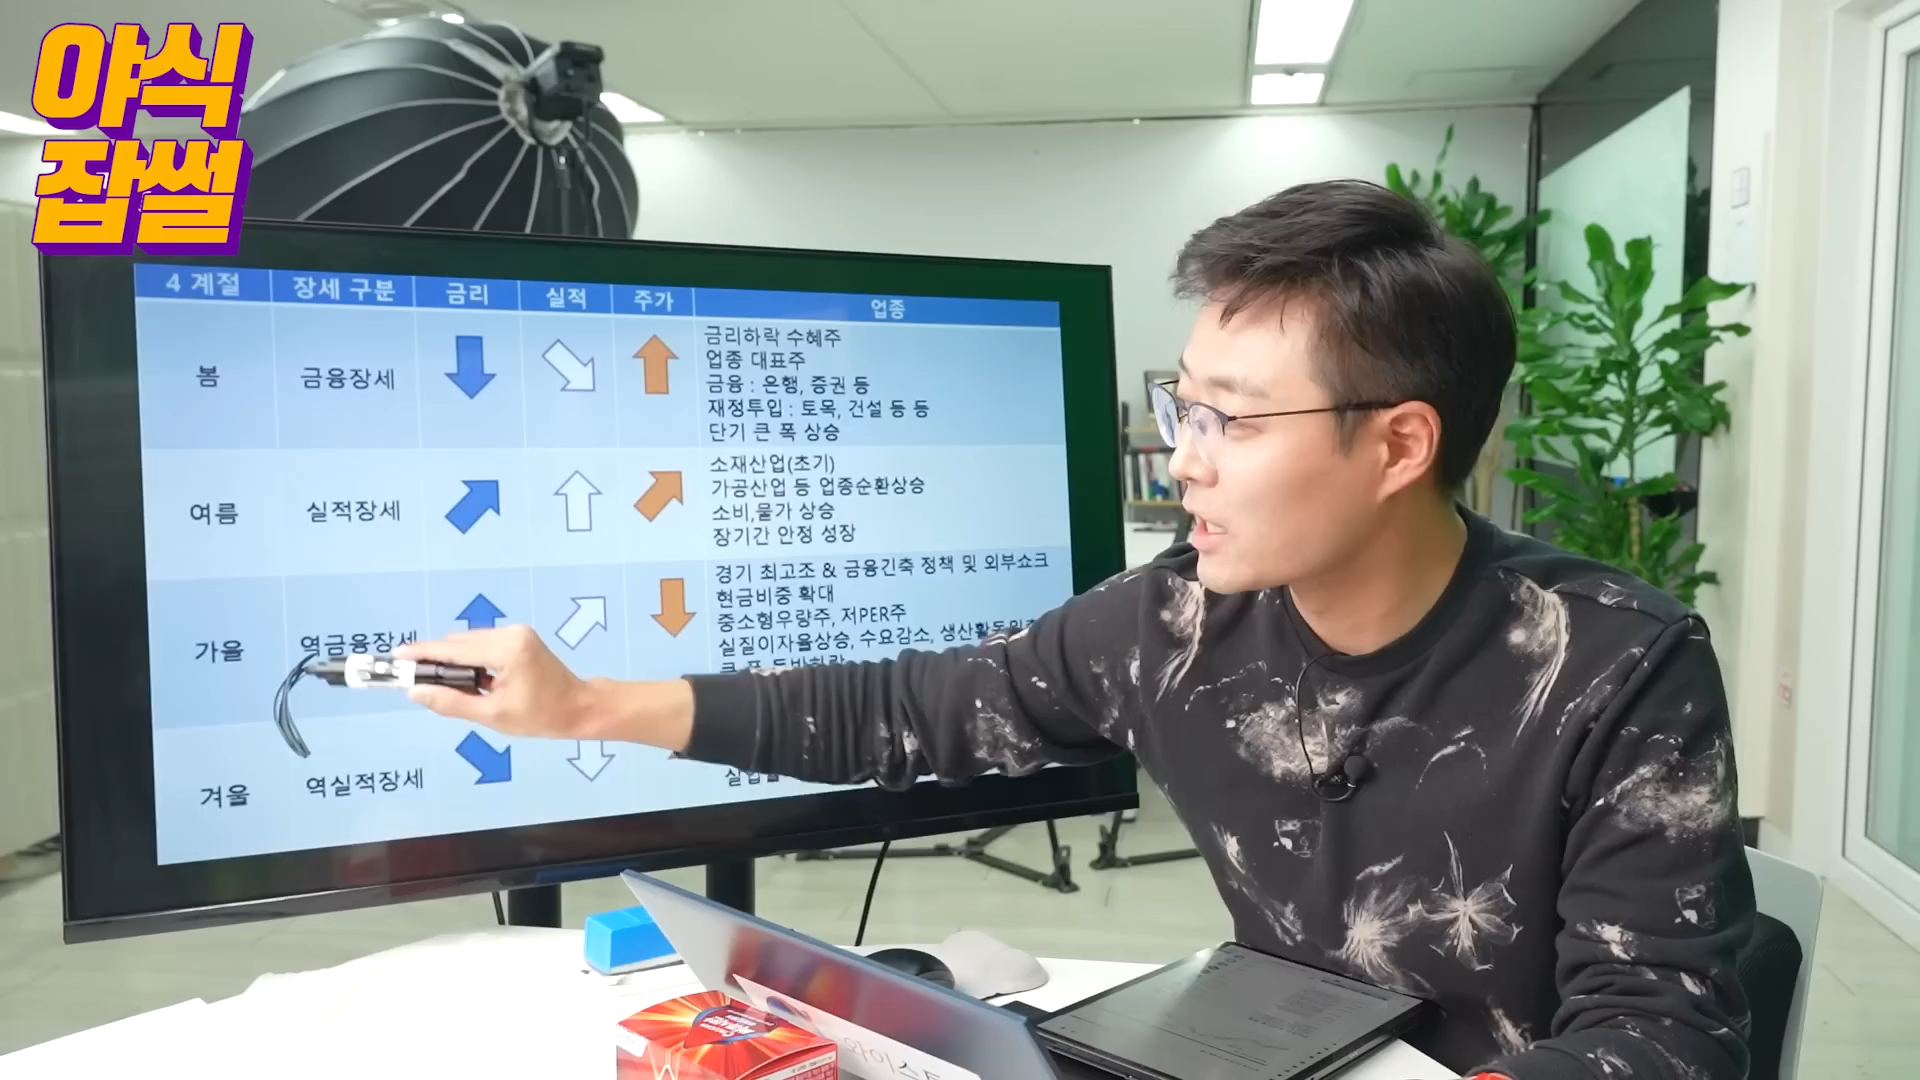 야식
잡썰
4 계절 장세 구분 금리 실적 주가 업종
봄 금융장세
금리하락 수혜주
업종 대표주
금융 : 은행, 증권 등
재정투입 : 토목, 건설 등 등
단기 큰 폭 상승
여름 실적장세
소재산업(초기)
가공산업 등 업종순환상승
소비,물가 상승
장기간 안정 성장
가을 역금융장세
경기 최고조 & 금융긴축 정책 및 외부쇼크
현금비중 확대
중소형우량주, 저PER주
실질이자율상승, 수요감소,
겨울 역실적장세
와이스